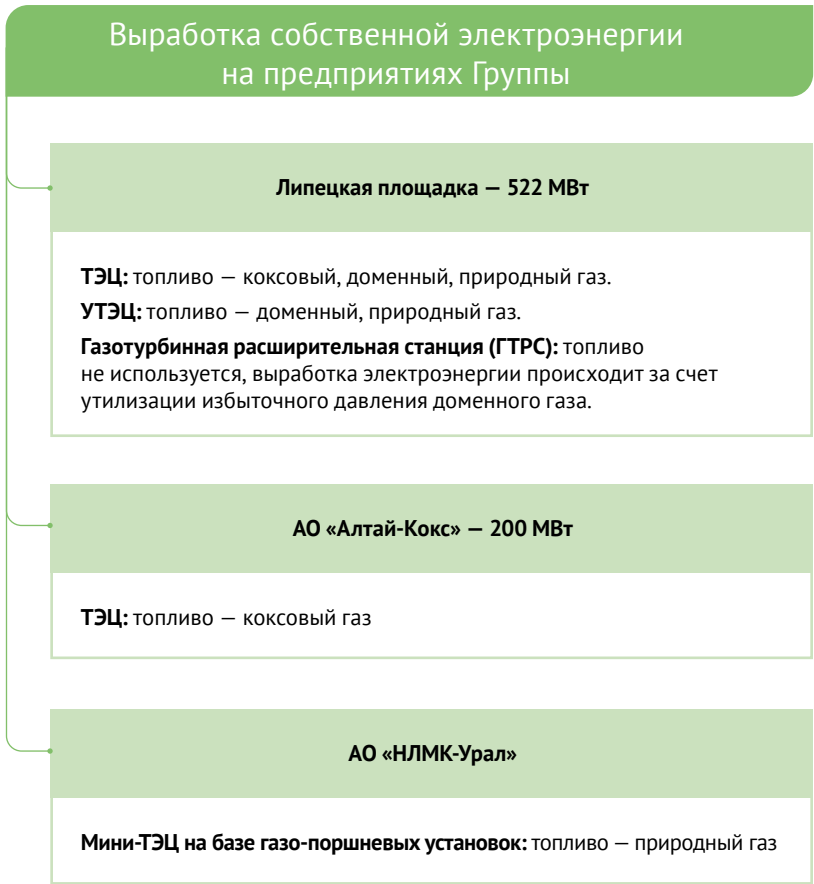 Выработка собственной электроэнергии
на предприятиях Группы
Липецкая площадка — 522 МВт
ТЭЦ: топливо — коксовый, доменный, природный газ.
УТЭЦ: топливо — доменный, природный газ.
Газотурбинная расширительная станция (ГТРС): топливо
не используется, выработка электроэнергии происходит за счет
утилизации избыточного давления доменного газа.
АО «Алтай-Кокс» — 200 МВт
ТЭЦ: топливо — коксовый газ
АО «НЛМК-Урал»
Мини-ТЭЦ на базе газо-поршневых установок: топливо — природный газ